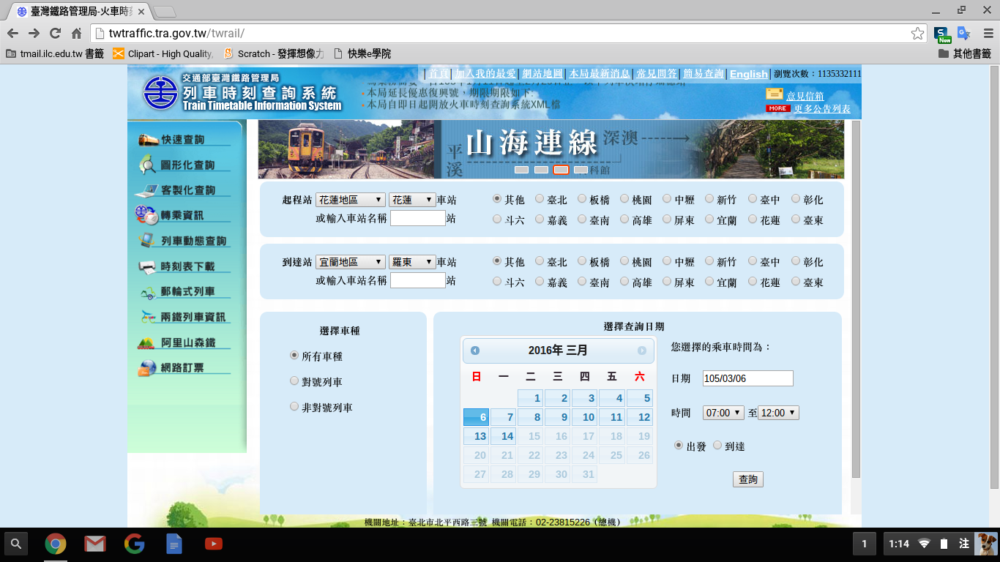 臺灣鐵路管理局-火車時刻
twtraffic.tra.gov.tw/twrail/
tmail.ilc.edu.tw 書籤 Clipart - High Quality, Scratch - 發揮想像力 快樂e學院 其他書籤
New
交通部臺灣鐵路管理局
列車時刻查詢系統
Train Timetable Information System
| 首頁 | 加入我的最愛 | 網站地圖 | 本局最新消息 | 常見問答 | 簡易查詢 | English | 瀏覽次數：1135332111
本局延長優惠復興號，期限期限如下:
本局自即日起開放火車時刻查詢系統XML檔
意見信箱
MORE 更多公告列表
快速查詢
圖形化查詢
客製化查詢
轉乘資訊
列車動態查詢
時刻表下載
郵輪式列車
兩鐵列車資訊
阿里山森鐵
網路訂票
山海連線
深澳
平溪
科館
起程站 花蓮地區 花蓮 車站 其他 臺北 板橋 桃園 中壢 新竹 臺中 彰化
或輸入車站名稱 站 斗六 嘉義 臺南 高雄 屏東 宜蘭 花蓮 臺東
到達站 宜蘭地區 羅東 車站 其他 臺北 板橋 桃園 中壢 新竹 臺中 彰化
或輸入車站名稱 站 斗六 嘉義 臺南 高雄 屏東 宜蘭 花蓮 臺東
選擇車種
所有車種
對號列車
非對號列車
選擇查詢日期
2016年 三月
日 一 二 三 四 五 六
1 2 3 4 5
6 7 8 9 10 11 12
13 14 15 16 17 18 19
20 21 22 23 24 25 26
27 28 29 30 31
您選擇的乘車時間為：
日期 105/03/06
時間 07:00 至 12:00
出發 到達
查詢
機關地址：臺北市北平西路三號 機關電話：02-23815226（總機）
1 1:14 注